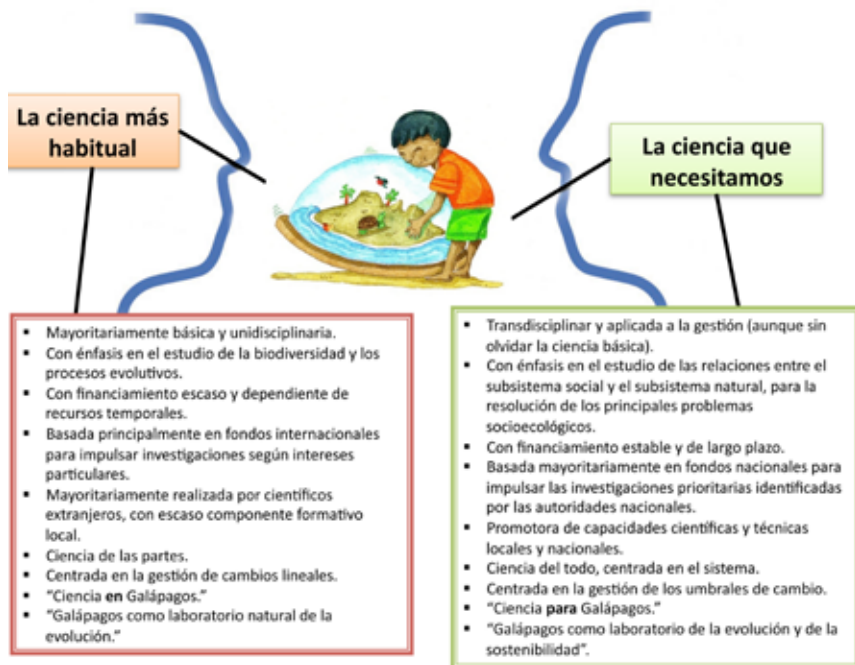 La ciencia más
habitual
La ciencia que
necesitamos
▪ Mayoritariamente básica y unidisciplinaria.
▪ Con énfasis en el estudio de la biodiversidad y los
procesos evolutivos.
▪ Con financiamiento escaso y dependiente de
recursos temporales.
▪ Basada principalmente en fondos internacionales
para impulsar investigaciones según intereses
particulares.
▪ Mayoritariamente realizada por científicos
extranjeros, con escaso componente formativo
local.
▪ Ciencia de las partes.
▪ Centrada en la gestión de cambios lineales.
▪ “Ciencia en Galápagos.”
▪ “Galápagos como laboratorio natural de la
evolución.”
▪ Transdisciplinar y aplicada a la gestión (aunque sin
olvidar la ciencia básica).
▪ Con énfasis en el estudio de las relaciones entre el
subsistema social y el subsistema natural, para la
resolución de los principales problemas
socioecológicos.
▪ Con financiamiento estable y de largo plazo.
▪ Basada mayoritariamente en fondos nacionales para
impulsar las investigaciones prioritarias identificadas
por las autoridades nacionales.
▪ Promotora de capacidades científicas y técnicas
locales y nacionales.
▪ Ciencia del todo, centrada en el sistema.
▪ Centrada en la gestión de los umbrales de cambio.
▪ “Ciencia para Galápagos.”
▪ “Galápagos como laboratorio de la evolución y de la
sostenibilidad”.